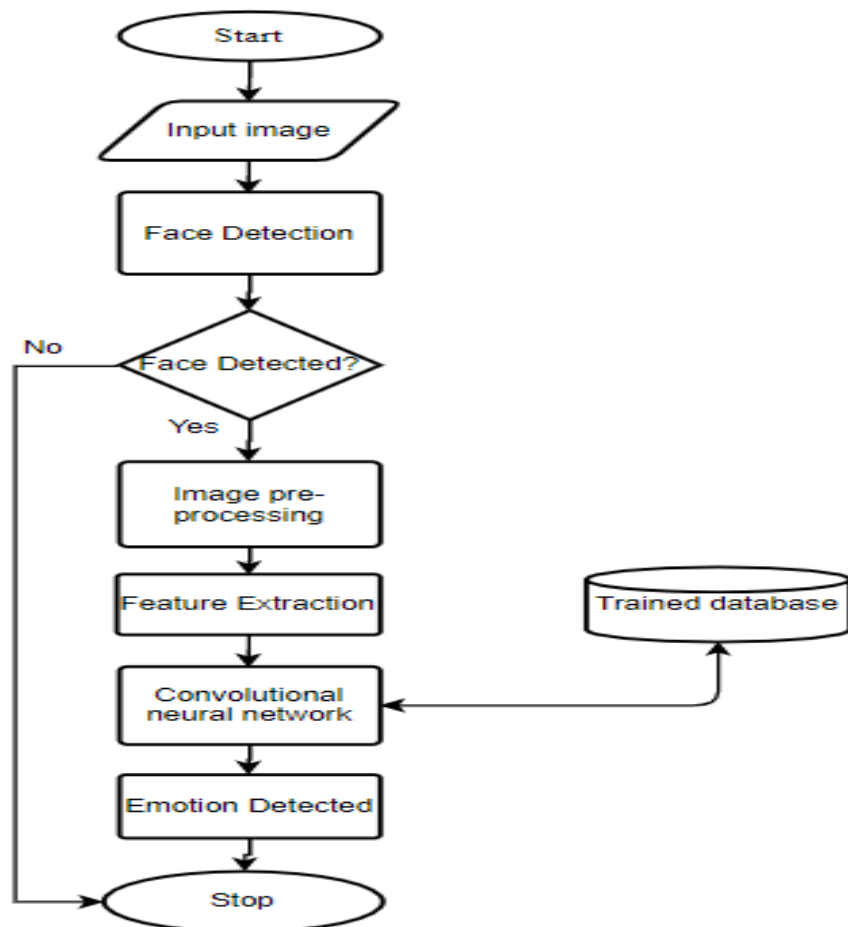 Start
Input image
Face Detection
No
Face Detected?
Yes
Image pre-
processing
Feature Extraction
Trained database
Convolutional
neural network
Emotion Detected
Stop